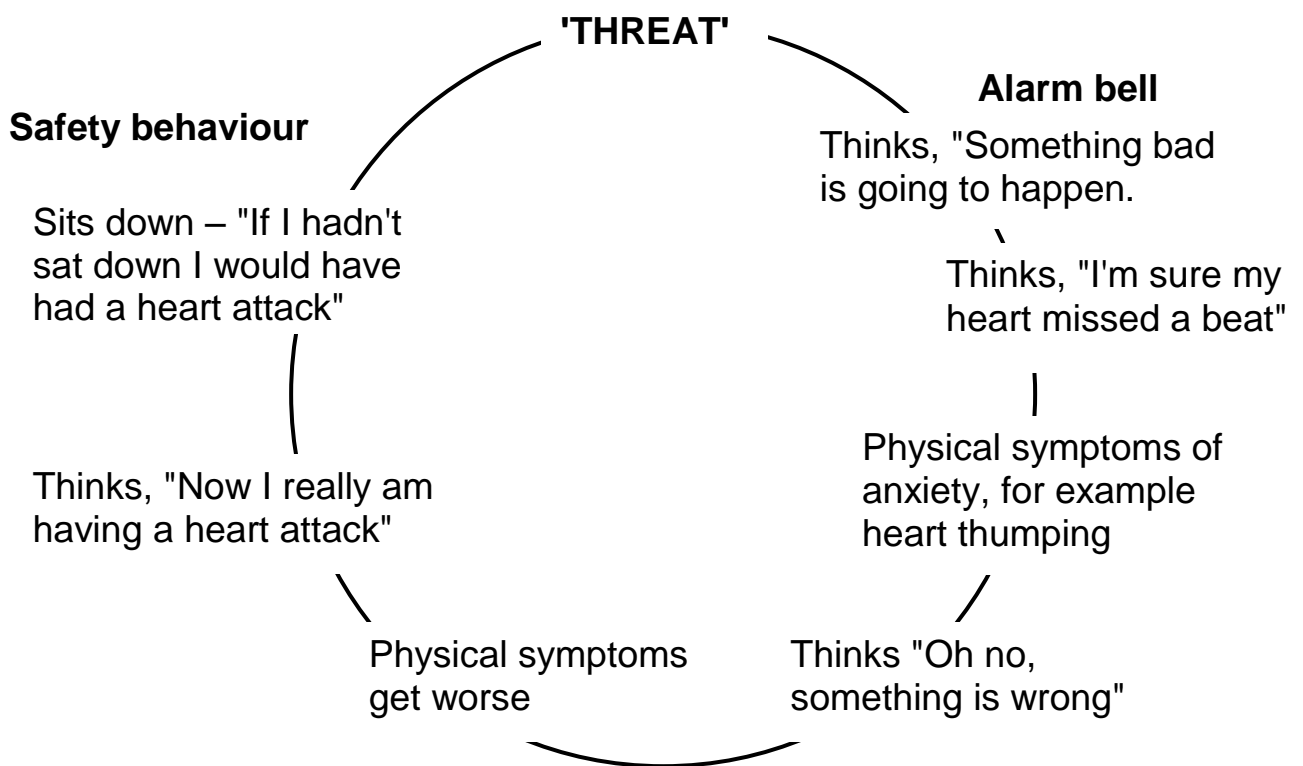 'THREAT'
Alarm bell
Thinks, "Something bad
is going to happen.
Thinks, "I'm sure my
heart missed a beat"
Physical symptoms of
anxiety, for example
heart thumping
Thinks "Oh no,
something is wrong"
Physical symptoms
get worse
Thinks, "Now I really am
having a heart attack"
Safety behaviour
Sits down – "If I hadn't
sat down I would have
had a heart attack"